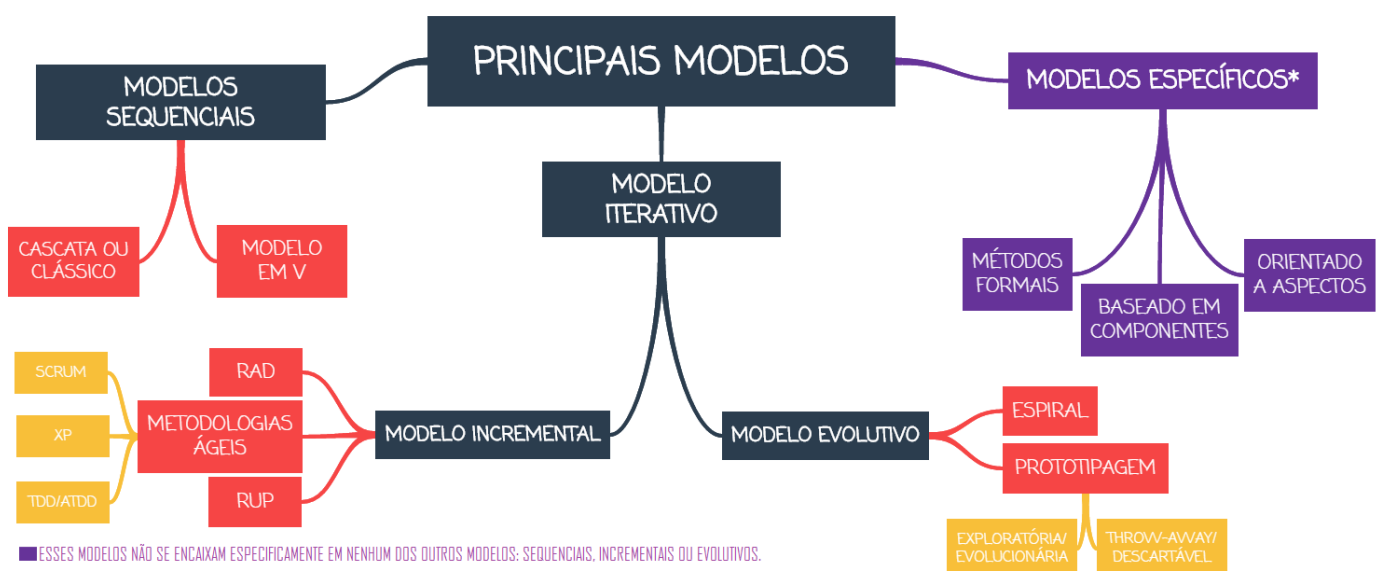 PRINCIPAIS MODELOS
MODELOS
SEQUENCIAIS
MODELOS ESPECÍFICOS*
MODELO
ITERATIVO
CASCATA OU
CLÁSSICO
MODELO
EM V
MÉTODOS
FORMAIS
BASEADO EM
COMPONENTES
ORIENTADO
A ASPECTOS
SCRUM
XP
TDD/ATDD
METODOLOGIAS
ÁGEIS
RAD
RUP
MODELO INCREMENTAL
MODELO EVOLUTIVO
ESPIRAL
PROTOTIPAGEM
EXPLORATÓRIA/
EVOLUCIONÁRIA
THROW-AWAY/
DESCARTÁVEL
ESSES MODELOS NÃO SE ENCAIXAM ESPECIFICAMENTE EM NENHUM DOS OUTROS MODELOS: SEQUENCIAIS, INCREMENTAIS OU EVOLUTIVOS.